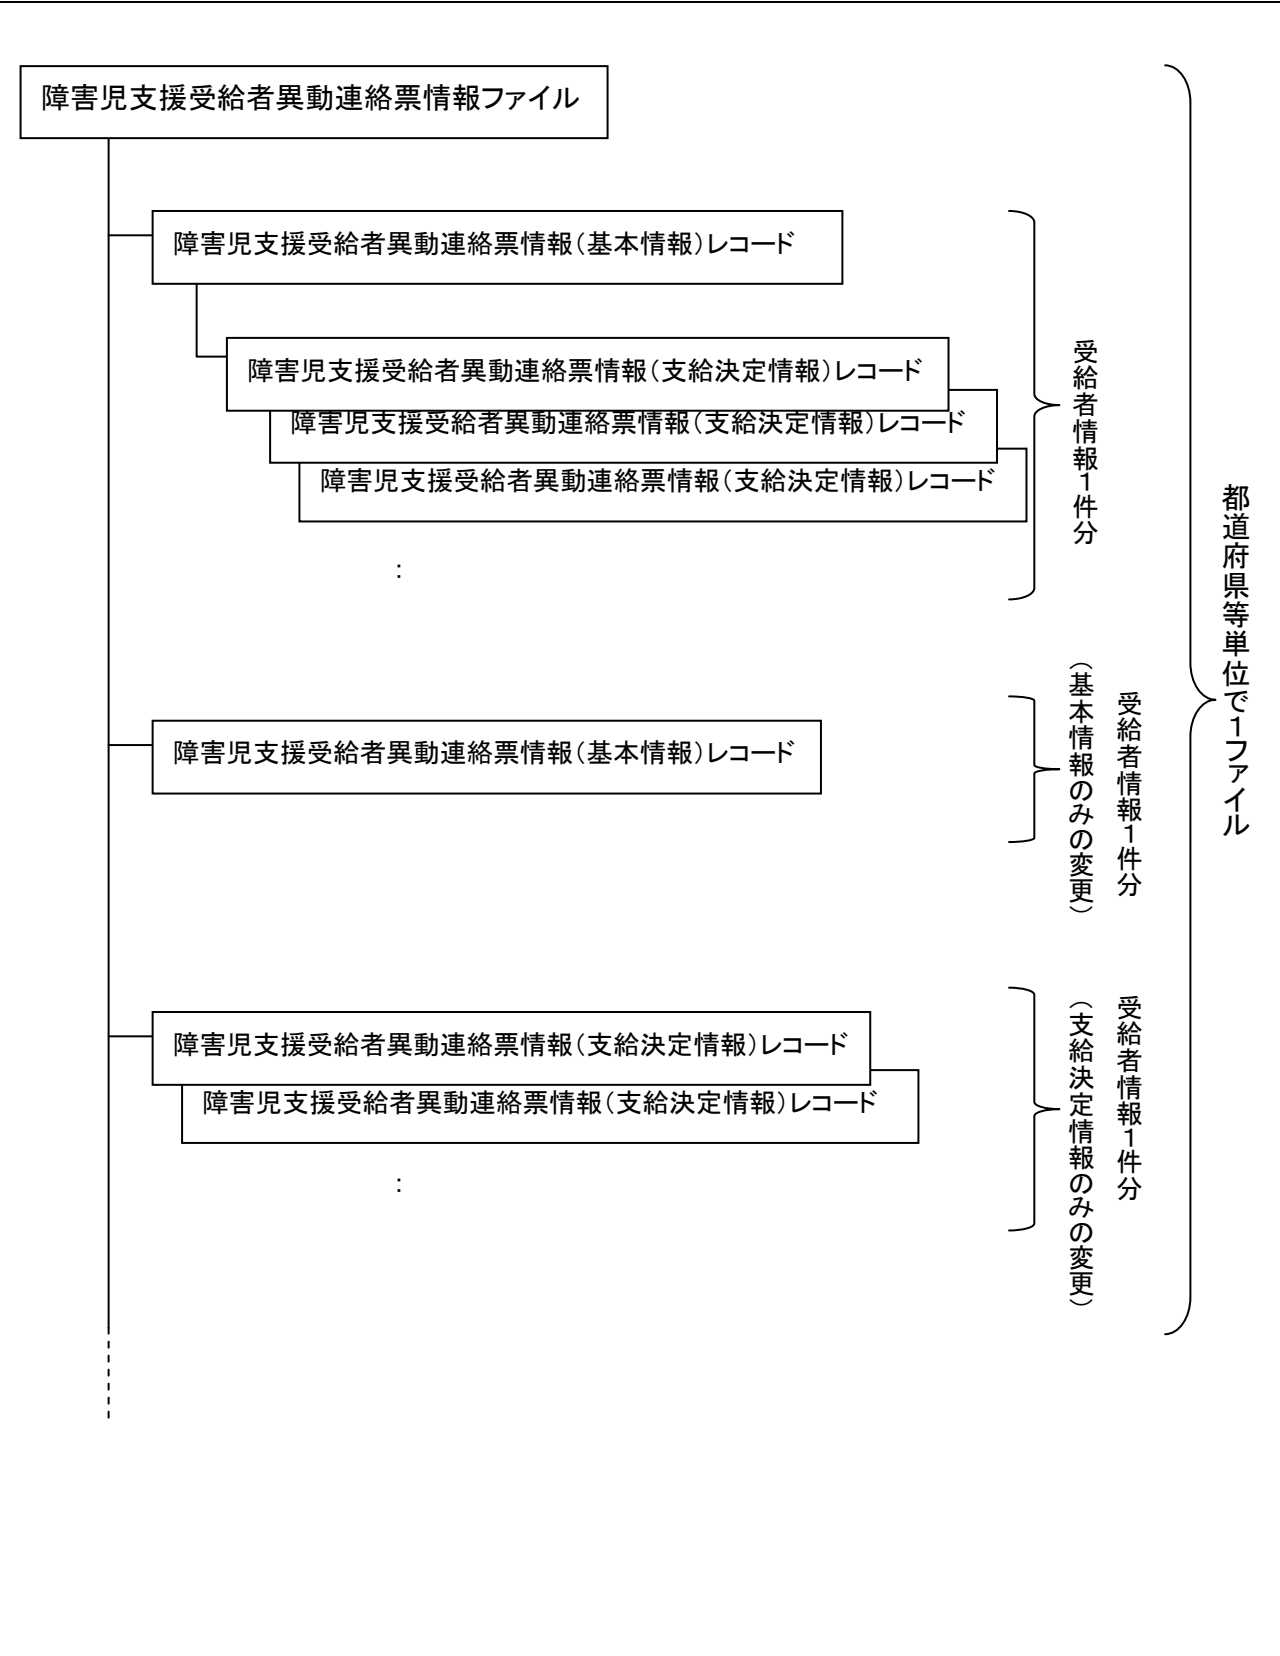 障害児支援受給者異動連絡票情報ファイル
障害児支援受給者異動連絡票情報（基本情報）レコード
障害児支援受給者異動連絡票情報（支給決定情報）レコード
障害児支援受給者異動連絡票情報（支給決定情報）レコード
障害児支援受給者異動連絡票情報（支給決定情報）レコード
：
受給者情報１件分
障害児支援受給者異動連絡票情報（基本情報）レコード
受給者情報１件分
（基本情報のみの変更）
障害児支援受給者異動連絡票情報（支給決定情報）レコード
障害児支援受給者異動連絡票情報（支給決定情報）レコード
：
受給者情報１件分
（支給決定情報のみの変更）
都道府県等単位で１ファイル